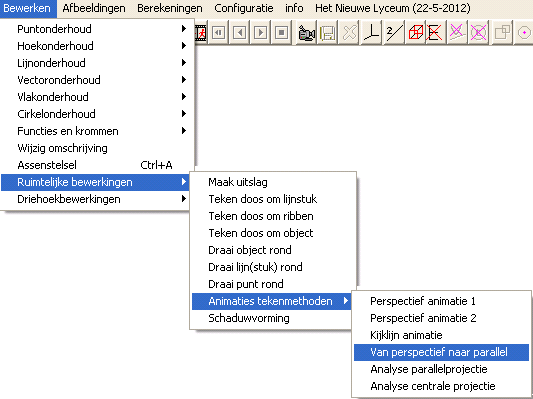 Bewerken Afbeeldingen Berekeningen Configuratie info Het Nieuwe Lyceum (22-5-2012)
Puntonderhoud
Hoekonderhoud
Lijnonderhoud
Vectoronderhoud
Vlakonderhoud
Cirkelonderhoud
Functies en krommen
Wijzig omschrijving
Assenstelsel Ctrl+A
Ruimtelijke bewerkingen
Driehoekbewerkingen
Maak uitslag
Teken doos om lijnstuk
Teken doos om ribben
Teken doos om object
Draai object rond
Draai lijn(stuk) rond
Draai punt rond
Animaties tekenmethoden
Schaduwvorming
Perspectief animatie 1
Perspectief animatie 2
Kijklijn animatie
Van perspectief naar parallel
Analyse parallelprojectie
Analyse centrale projectie